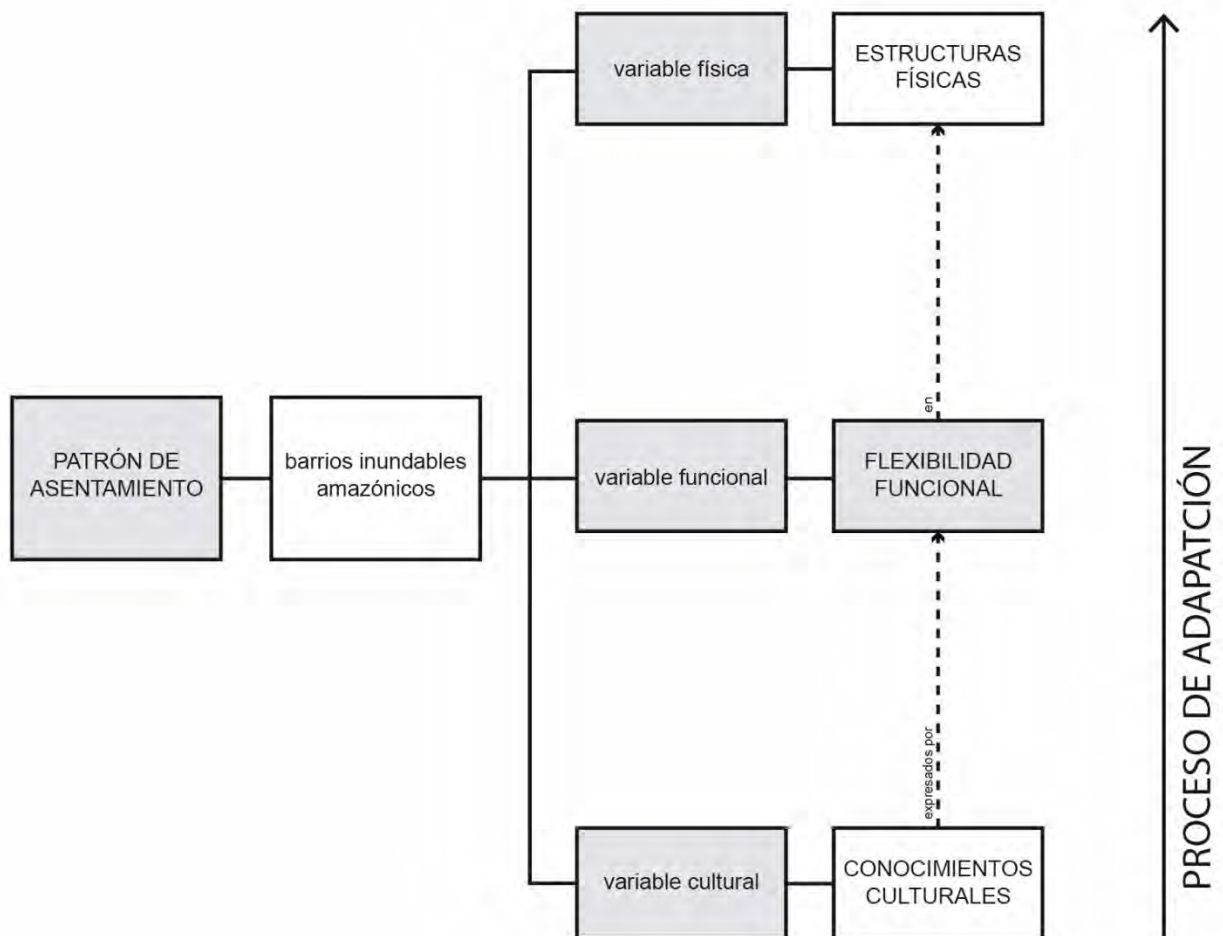 variable física
ESTRUCTURAS
FÍSICAS
en
PATRÓN DE
ASENTAMIENTO
barrios inundables
amazónicos
variable funcional
FLEXIBILIDAD
FUNCIONAL
expresados por
variable cultural
CONOCIMIENTOS
CULTURALES
PROCESO DE ADAPATCIÓN